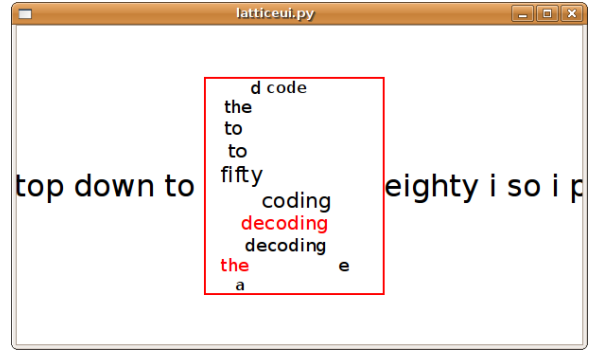 latticeui.py
d code
the
to
to
fifty
top down to eighty i so i p
coding
decoding
decoding
the e
a